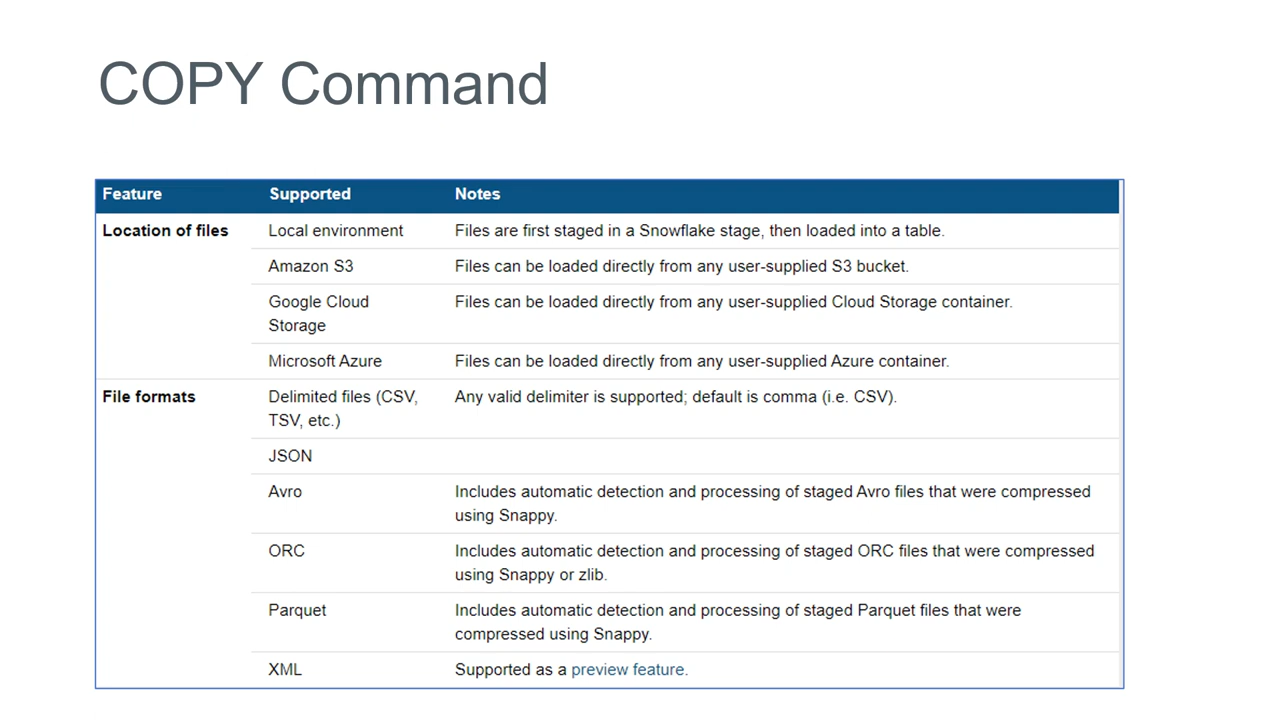 COPY Command
Feature Supported Notes
Location of files Local environment Files are first staged in a Snowflake stage, then loaded into a table.
Amazon S3 Files can be loaded directly from any user-supplied S3 bucket.
Google Cloud Files can be loaded directly from any user-supplied Cloud Storage container.
Storage
Microsoft Azure Files can be loaded directly from any user-supplied Azure container.
File formats Delimited files (CSV, Any valid delimiter is supported; default is comma (i.e. CSV).
TSV, etc.)
JSON
Avro Includes automatic detection and processing of staged Avro files that were compressed
using Snappy.
ORC Includes automatic detection and processing of staged ORC files that were compressed
using Snappy or zlib.
Parquet Includes automatic detection and processing of staged Parquet files that were
compressed using Snappy.
XML Supported as a preview feature.